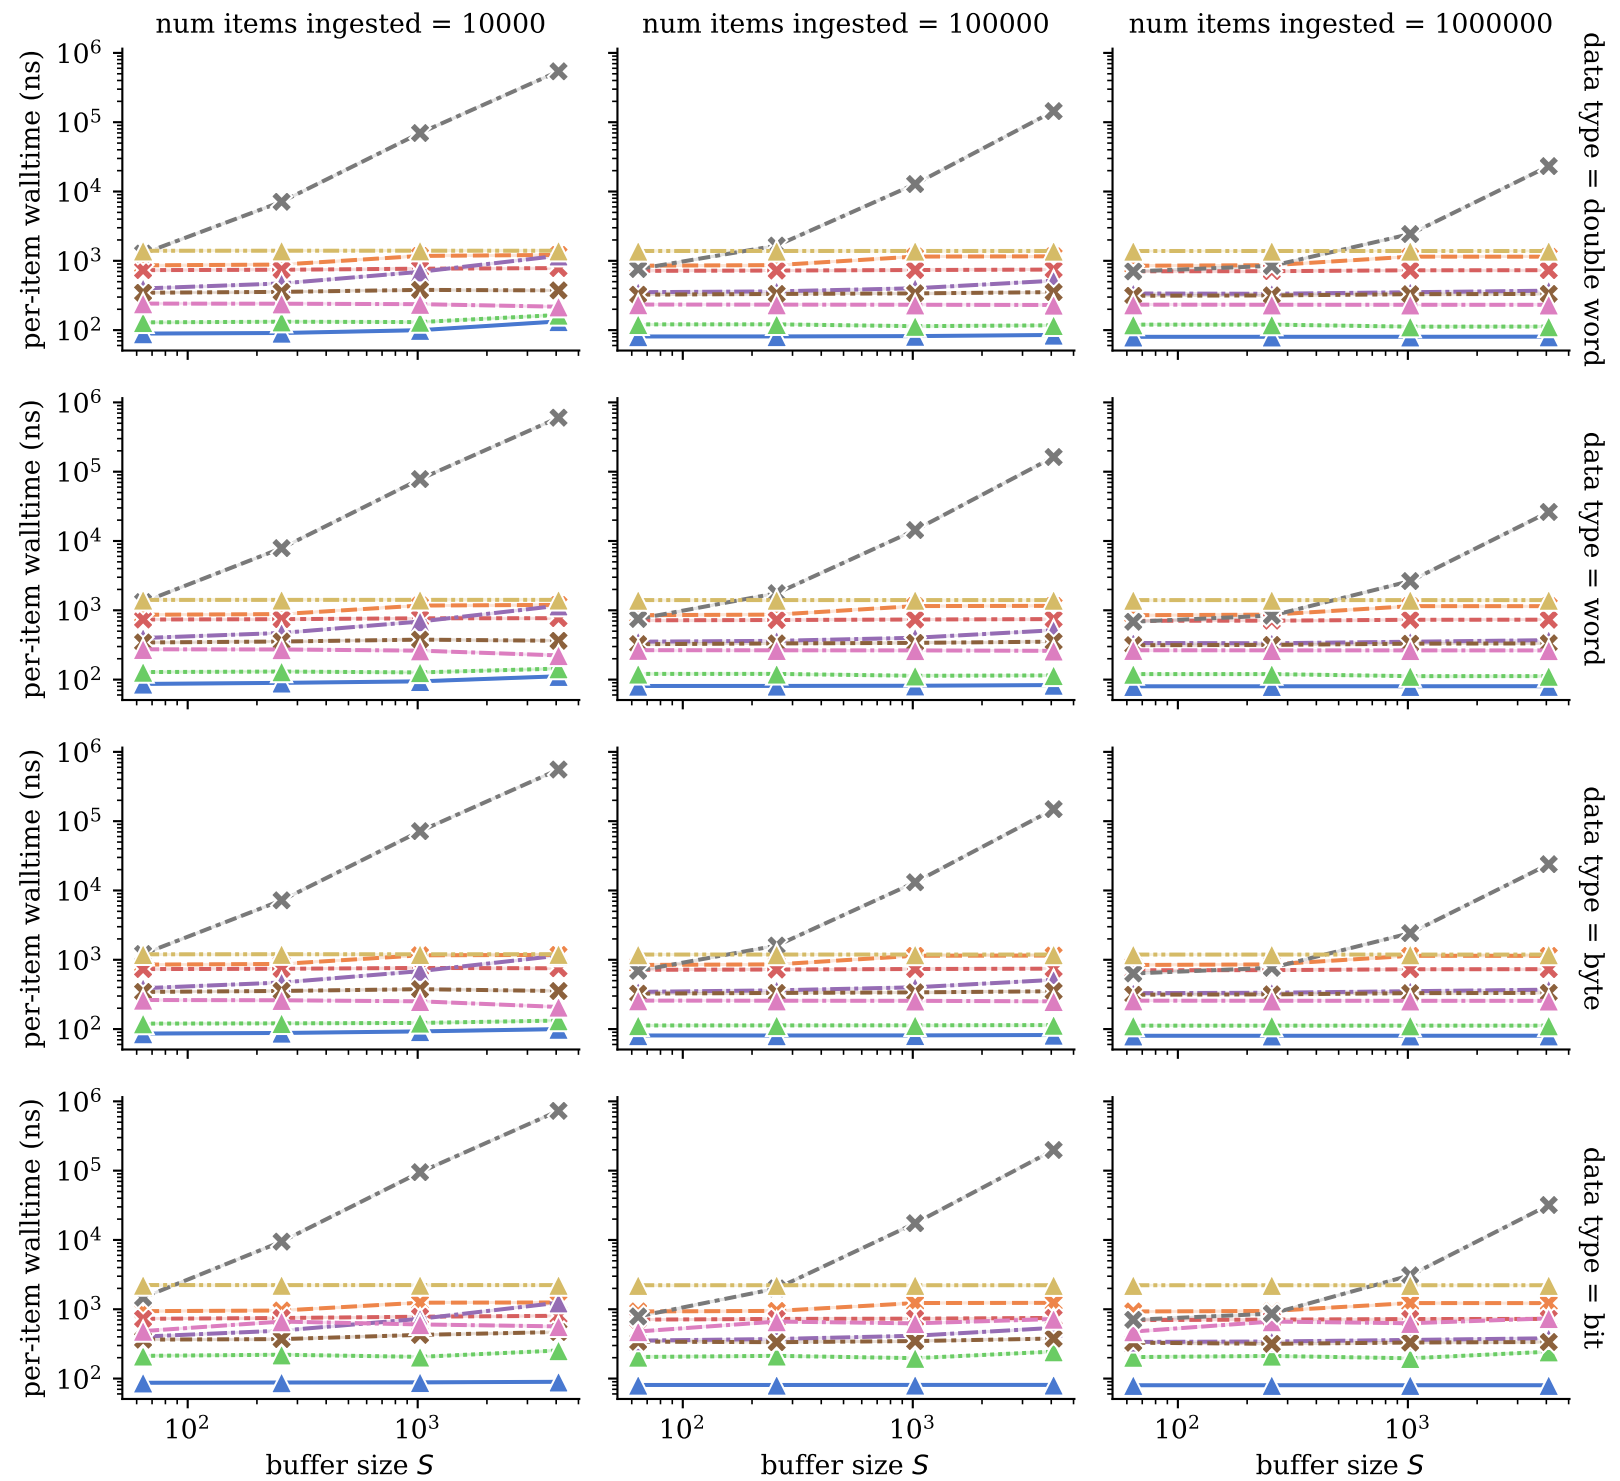 num items ingested = 10000
num items ingested = 100000
num items ingested = 1000000
per-item walltime (ns)
10^6
10^5
10^4
10^3
10^2
data type = double word
per-item walltime (ns)
10^6
10^5
10^4
10^3
10^2
data type = word
per-item walltime (ns)
10^6
10^5
10^4
10^3
10^2
data type = byte
per-item walltime (ns)
10^6
10^5
10^4
10^3
10^2
data type = bit
10^2 10^3
10^2 10^3
10^2 10^3
buffer size S
buffer size S
buffer size S